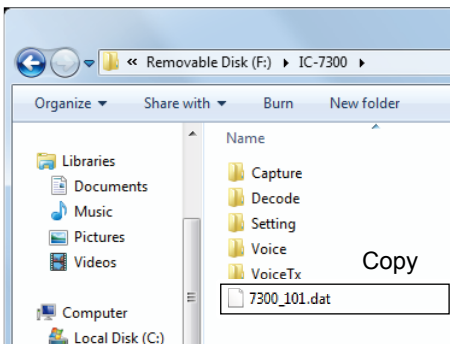 « Removable Disk (F:) ▸ IC-7300 ▸
Organize ▾ Share with ▾ Burn New folder
Name
Libraries
Documents
Music
Pictures
Videos
Computer
Local Disk (C:)
Capture
Decode
Setting
Voice
VoiceTx
Copy
7300_101.dat